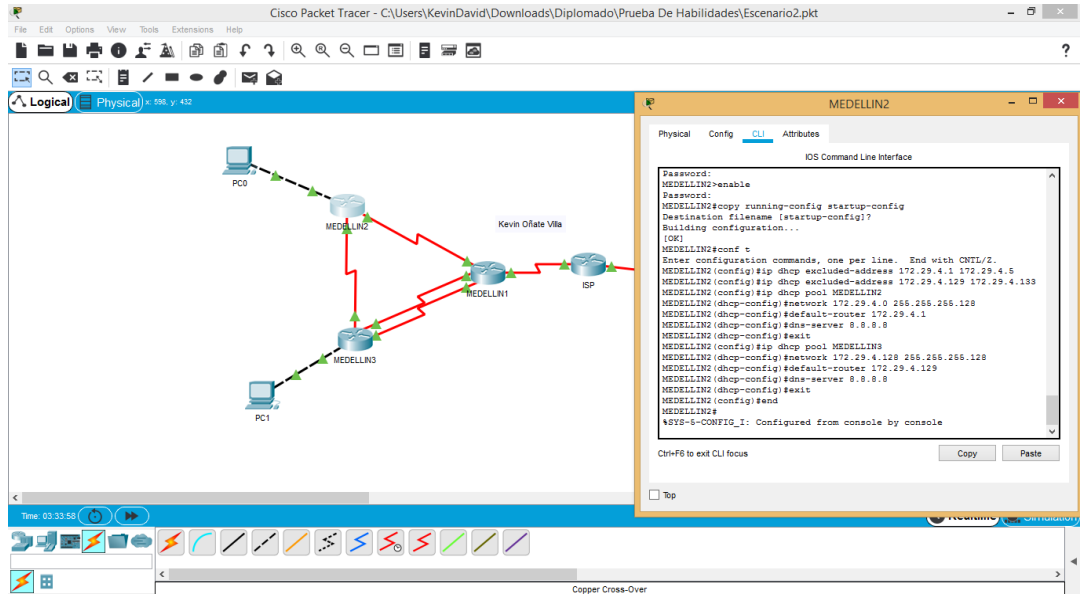 Cisco Packet Tracer - C:\Users\KevinDavid\Downloads\Diplomado\Prueba De Habilidades\Escenario2.pkt
File Edit Options View Tools Extensions Help
?
Logical Physical x: 598, y: 432
PC0
MEDELLIN2
Kevin Oñate Villa
MEDELLIN1
ISP
MEDELLIN3
PC1
MEDELLIN2
Physical Config CLI Attributes
IOS Command Line Interface
Password:
MEDELLIN2>enable
Password:
MEDELLIN2#copy running-config startup-config
Destination filename [startup-config]?
Building configuration...
[OK]
MEDELLIN2#conf t
Enter configuration commands, one per line. End with CNTL/Z.
MEDELLIN2(config)#ip dhcp excluded-address 172.29.4.1 172.29.4.5
MEDELLIN2(config)#ip dhcp excluded-address 172.29.4.129 172.29.4.133
MEDELLIN2(config)#ip dhcp pool MEDELLIN2
MEDELLIN2(dhcp-config)#network 172.29.4.0 255.255.255.128
MEDELLIN2(dhcp-config)#default-router 172.29.4.1
MEDELLIN2(dhcp-config)#dns-server 8.8.8.8
MEDELLIN2(dhcp-config)#exit
MEDELLIN2(config)#ip dhcp pool MEDELLIN3
MEDELLIN2(dhcp-config)#network 172.29.4.128 255.255.255.128
MEDELLIN2(dhcp-config)#default-router 172.29.4.129
MEDELLIN2(dhcp-config)#dns-server 8.8.8.8
MEDELLIN2(dhcp-config)#exit
MEDELLIN2(config)#end
MEDELLIN2#
%SYS-5-CONFIG_I: Configured from console by console
Ctrl+F6 to exit CLI focus
Copy Paste
Top
Time: 03:33:58
Realtime Simulation
Copper Cross-Over